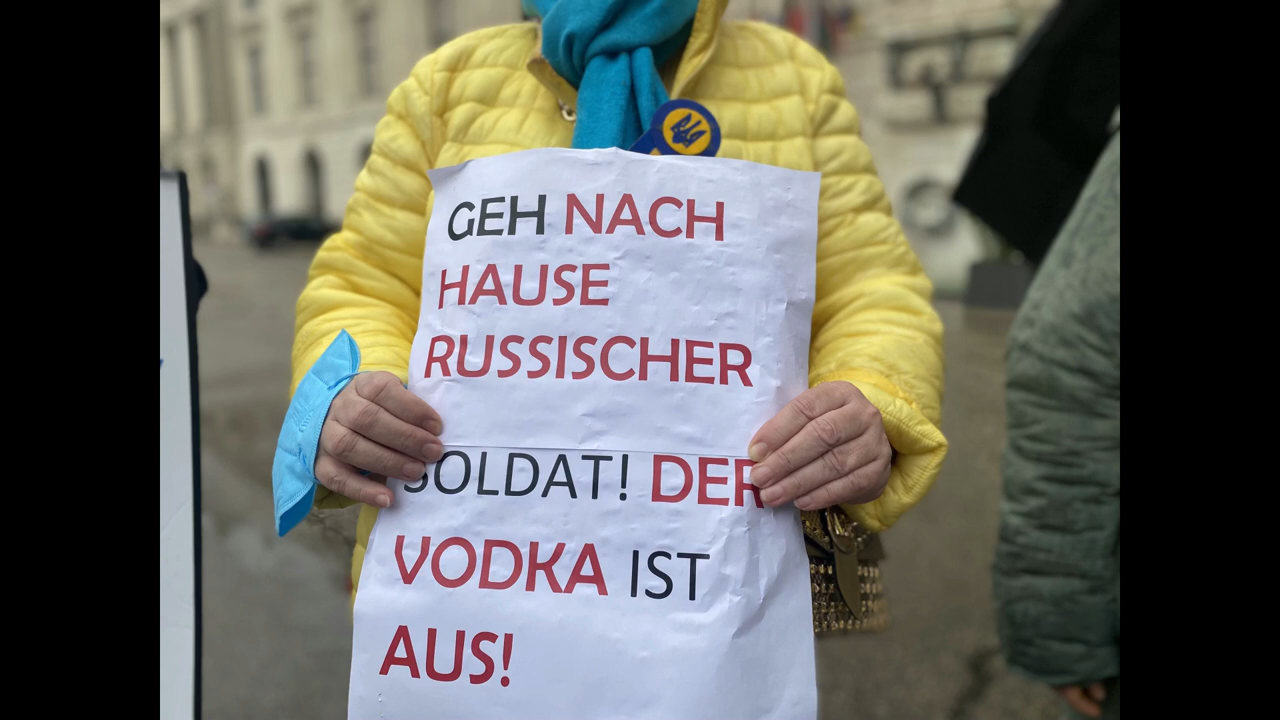 GEH NACH
HAUSE
RUSSISCHER
SOLDAT! DER
VODKA IST
AUS!